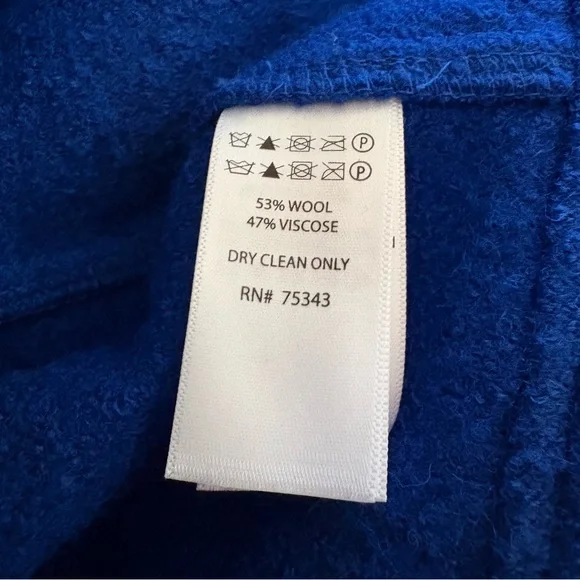 P
P
53% WOOL
47% VISCOSE
DRY CLEAN ONLY
RN# 75343